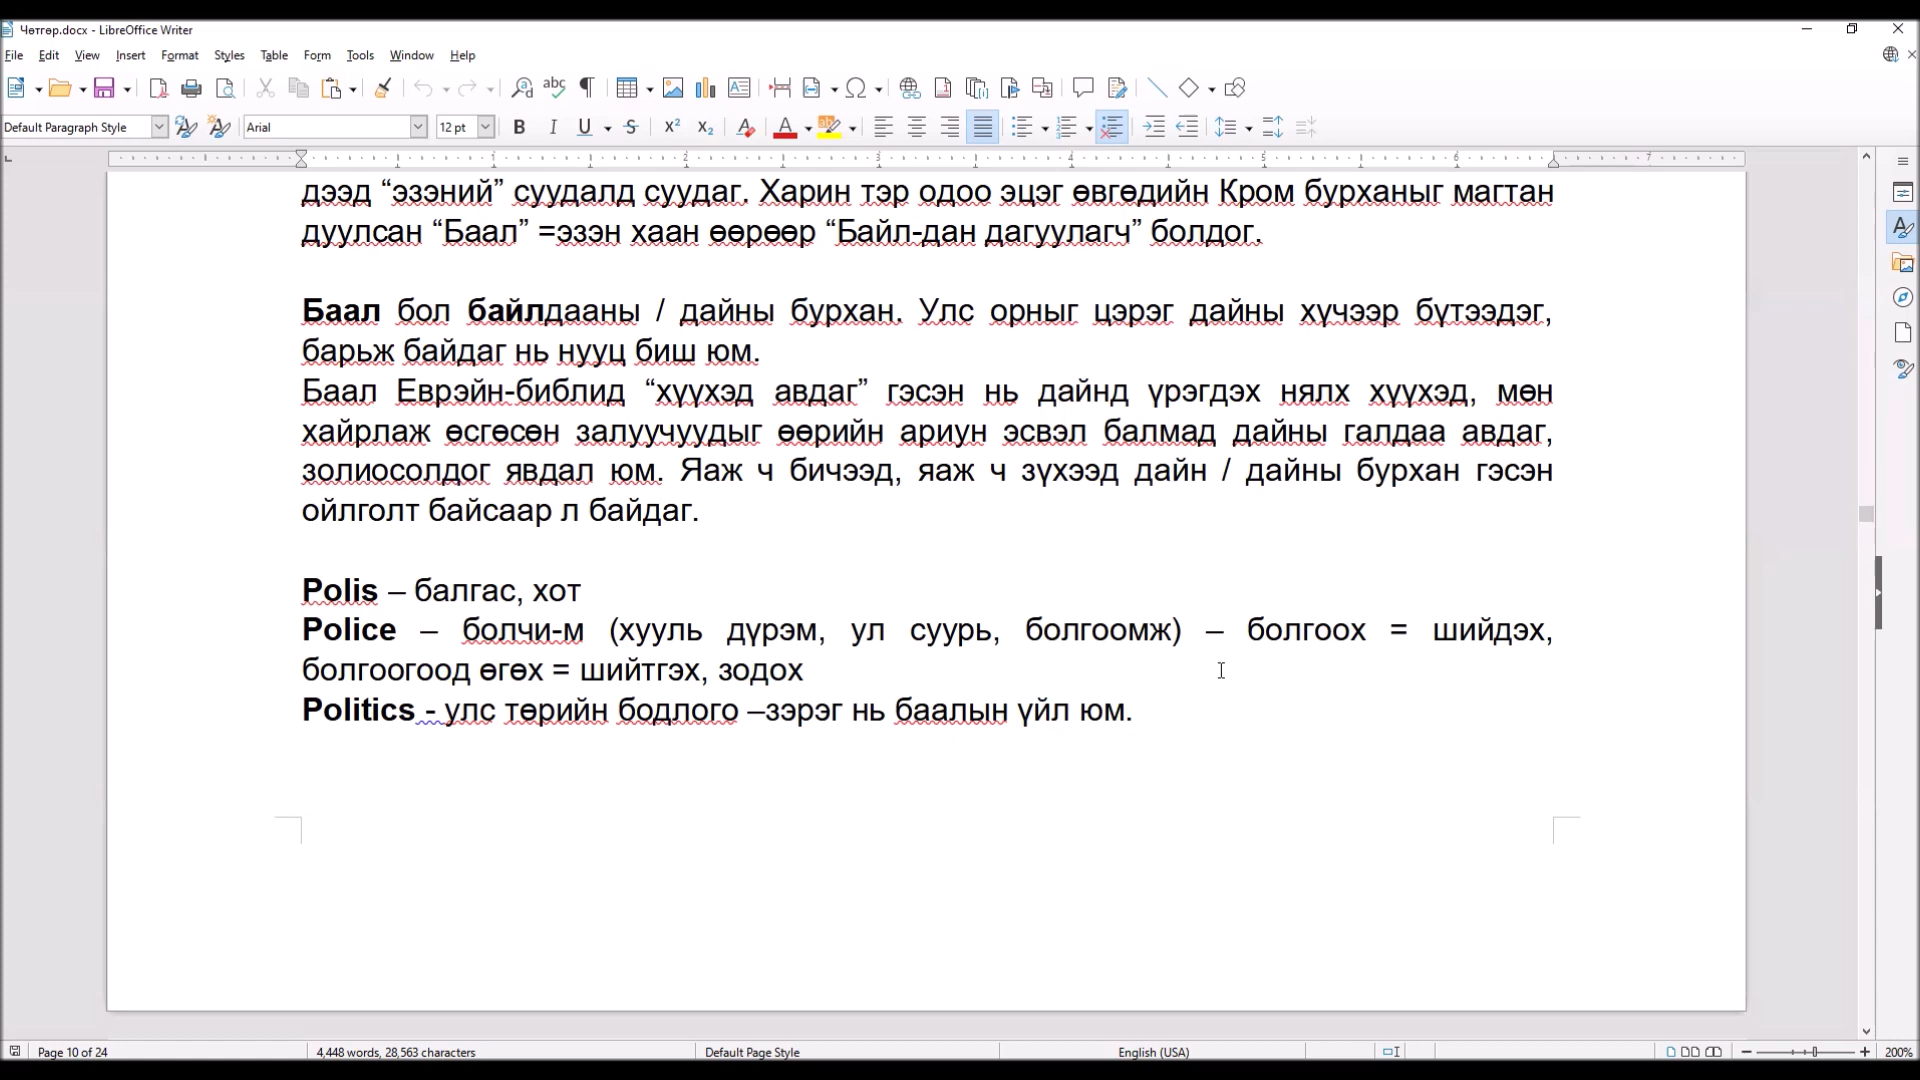 Чөтгөр.docx - LibreOffice Writer
File Edit View Insert Format Styles Table Form Tools Window Help
Default Paragraph Style Arial 12 pt
дээд “эзэний” суудалд суудаг. Харин тэр одоо эцэг өвгөдийн Кром бурханыг магтан
дуулсан “Баал” =эзэн хаан өөрөөр “Байл-дан дагуулагч” болдог.
Баал бол байлдааны / дайны бурхан. Улс орныг цэрэг дайны хүчээр бүтээдэг,
барьж байдаг нь нууц биш юм.
Баал Еврэйн-библид “хүүхэд авдаг” гэсэн нь дайнд үрэгдэх нялх хүүхэд, мөн
хайрлаж өсгөсөн залуучуудыг өөрийн ариун эсвэл балмад дайны галдаа авдаг,
золиосолдог явдал юм. Яаж ч бичээд, яаж ч зүхээд дайн / дайны бурхан гэсэн
ойлголт байсаар л байдаг.
Polis – балгас, хот
Police – болчи-м (хууль дүрэм, ул суурь, болгоомж) – болгоох = шийдэх,
болгоогоод өгөх = шийтгэх, зодох
Politics - улс төрийн бодлого –зэрэг нь баалын үйл юм.
Page 10 of 24 4,448 words, 28,563 characters Default Page Style English (USA) 200%